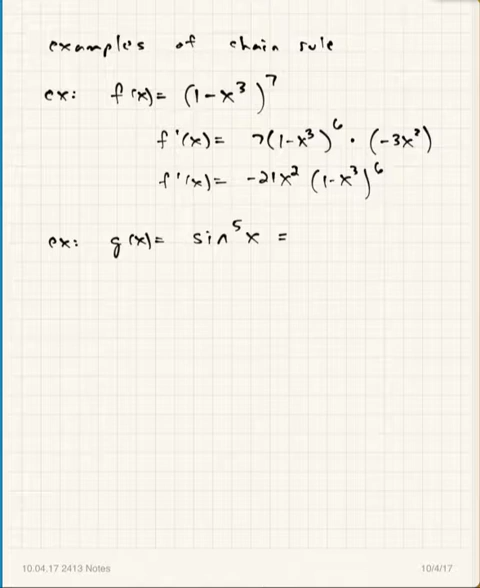 examples of chain rule
ex: f(x) = (1-x³)⁷
f'(x) = 7(1-x³)⁶ · (-3x²)
f'(x) = -21x² (1-x³)⁶
ex: g(x) = sin⁵x =
10.04.17 2413 Notes 10/4/17